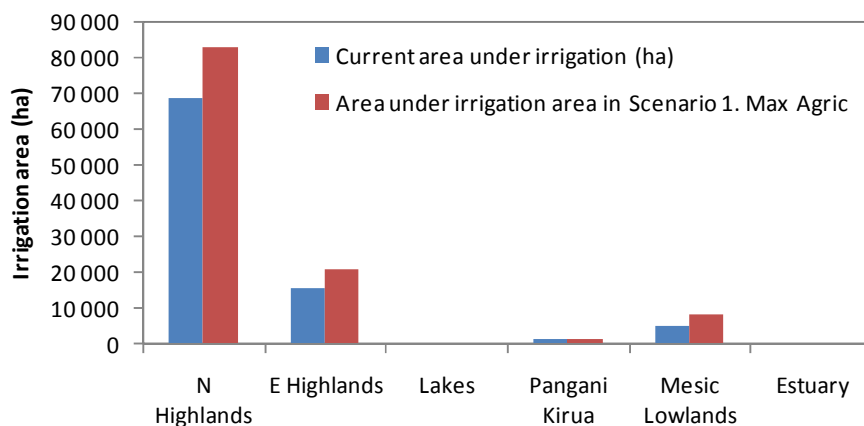 90 000
80 000
70 000
60 000
50 000
40 000
30 000
20 000
10 000
0
Irrigation area (ha)
Current area under irrigation (ha)
Area under irrigation area in Scenario 1. Max Agric
N
Highlands
E Highlands
Lakes
Pangani
Kirua
Mesic
Lowlands
Estuary